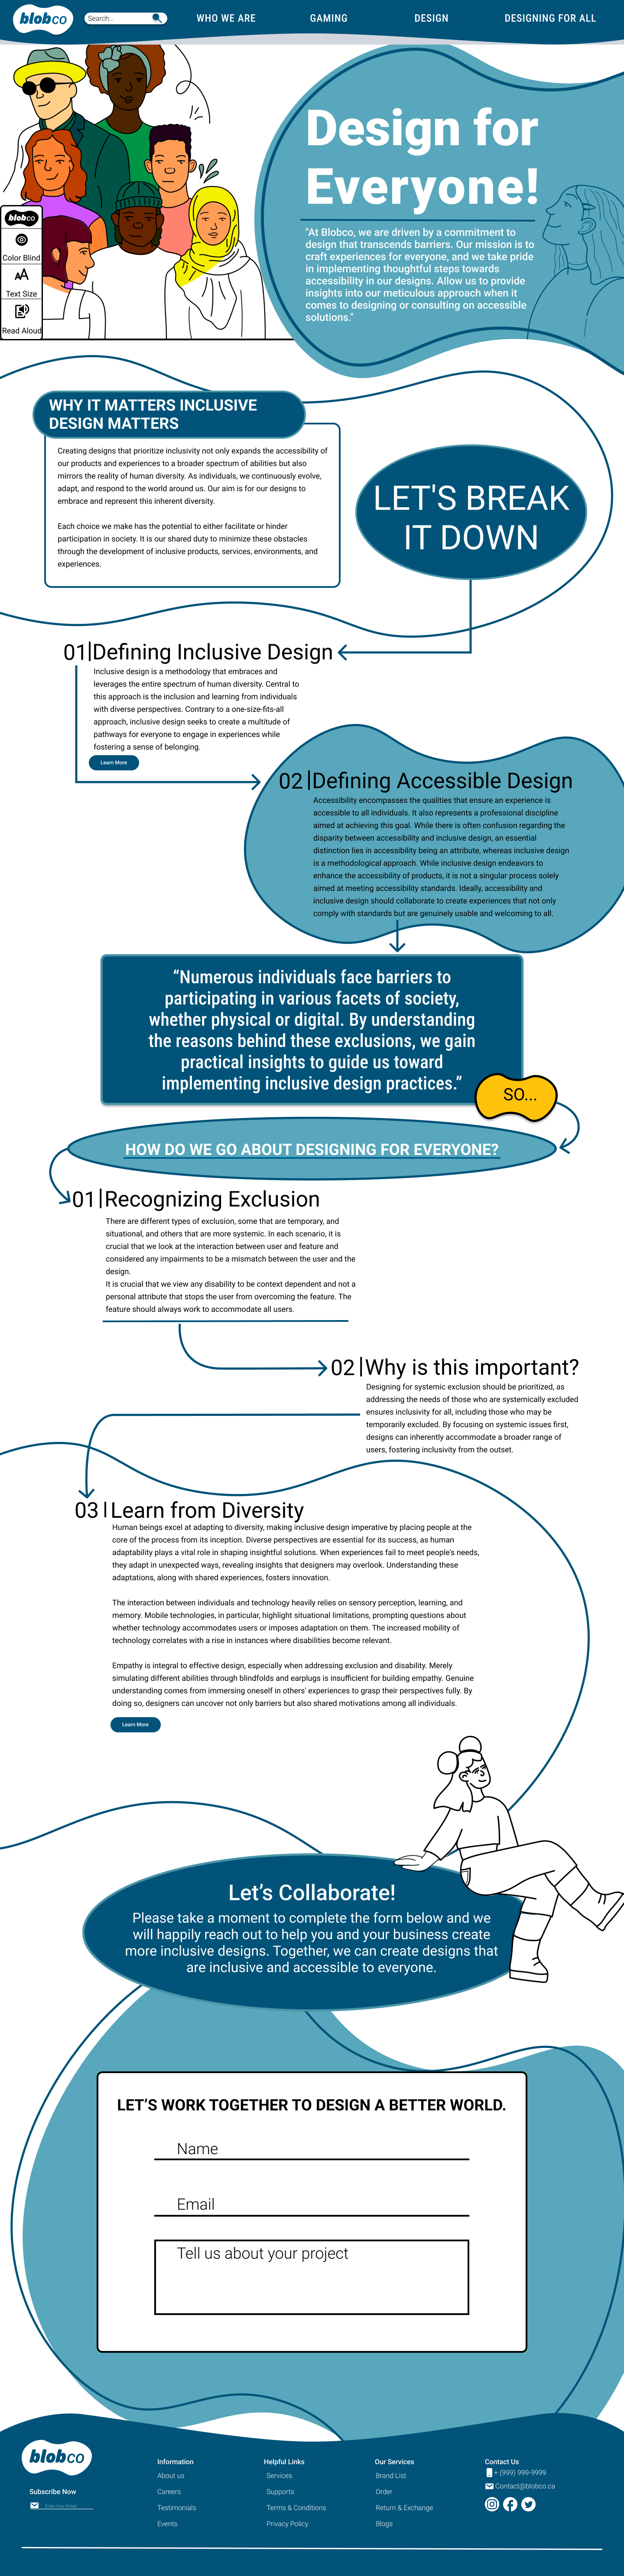 blobco
Search...
WHO WE ARE
GAMING
DESIGN
DESIGNING FOR ALL
Design for
Everyone!
"At Blobco, we are driven by a commitment to
design that transcends barriers. Our mission is to
craft experiences for everyone, and we take pride
in implementing thoughtful steps towards
accessibility in our designs. Allow us to provide
insights into our meticulous approach when it
comes to designing or consulting on accessible
solutions."
blobco
Color Blind
AA
Text Size
Read Aloud
WHY IT MATTERS INCLUSIVE
DESIGN MATTERS
Creating designs that prioritize inclusivity not only expands the accessibility of
our products and experiences to a broader spectrum of abilities but also
mirrors the reality of human diversity. As individuals, we continuously evolve,
adapt, and respond to the world around us. Our aim is for our designs to
embrace and represent this inherent diversity.
Each choice we make has the potential to either facilitate or hinder
participation in society. It is our shared duty to minimize these obstacles
through the development of inclusive products, services, environments, and
experiences.
LET'S BREAK
IT DOWN
01|Defining Inclusive Design
Inclusive design is a methodology that embraces and
leverages the entire spectrum of human diversity. Central to
this approach is the inclusion and learning from individuals
with diverse perspectives. Contrary to a one-size-fits-all
approach, inclusive design seeks to create a multitude of
pathways for everyone to engage in experiences while
fostering a sense of belonging.
Learn More
02|Defining Accessible Design
Accessibility encompasses the qualities that ensure an experience is
accessible to all individuals. It also represents a professional discipline
aimed at achieving this goal. While there is often confusion regarding the
disparity between accessibility and inclusive design, an essential
distinction lies in accessibility being an attribute, whereas inclusive design
is a methodological approach. While inclusive design endeavors to
enhance the accessibility of products, it is not a singular process solely
aimed at meeting accessibility standards. Ideally, accessibility and
inclusive design should collaborate to create experiences that not only
comply with standards but are genuinely usable and welcoming to all.
“Numerous individuals face barriers to
participating in various facets of society,
whether physical or digital. By understanding
the reasons behind these exclusions, we gain
practical insights to guide us toward
implementing inclusive design practices.”
SO...
HOW DO WE GO ABOUT DESIGNING FOR EVERYONE?
01|Recognizing Exclusion
There are different types of exclusion, some that are temporary, and
situational, and others that are more systemic. In each scenario, it is
crucial that we look at the interaction between user and feature and
considered any impairments to be a mismatch between the user and the
design.
It is crucial that we view any disability to be context dependent and not a
personal attribute that stops the user from overcoming the feature. The
feature should always work to accommodate all users.
02|Why is this important?
Designing for systemic exclusion should be prioritized, as
addressing the needs of those who are systemically excluded
ensures inclusivity for all, including those who may be
temporarily excluded. By focusing on systemic issues first,
designs can inherently accommodate a broader range of
users, fostering inclusivity from the outset.
03|Learn from Diversity
Human beings excel at adapting to diversity, making inclusive design imperative by placing people at the
core of the process from its inception. Diverse perspectives are essential for its success, as human
adaptability plays a vital role in shaping insightful solutions. When experiences fail to meet people's needs,
they adapt in unexpected ways, revealing insights that designers may overlook. Understanding these
adaptations, along with shared experiences, fosters innovation.
The interaction between individuals and technology heavily relies on sensory perception, learning, and
memory. Mobile technologies, in particular, highlight situational limitations, prompting questions about
whether technology accommodates users or imposes adaptation on them. The increased mobility of
technology correlates with a rise in instances where disabilities become relevant.
Empathy is integral to effective design, especially when addressing exclusion and disability. Merely
simulating different abilities through blindfolds and earplugs is insufficient for building empathy. Genuine
understanding comes from immersing oneself in others' experiences to grasp their perspectives fully. By
doing so, designers can uncover not only barriers but also shared motivations among all individuals.
Learn More
Let’s Collaborate!
Please take a moment to complete the form below and we
will happily reach out to help you and your business create
more inclusive designs. Together, we can create designs that
are inclusive and accessible to everyone.
LET’S WORK TOGETHER TO DESIGN A BETTER WORLD.
Name
Email
Tell us about your project
blobco
Subscribe Now
Enter Your Email
Information
About us
Careers
Testimonials
Events
Helpful Links
Services
Supports
Terms & Conditions
Privacy Policy
Our Services
Brand List
Order
Return & Exchange
Blogs
Contact Us
+ (999) 999-9999
Contact@blobco.ca